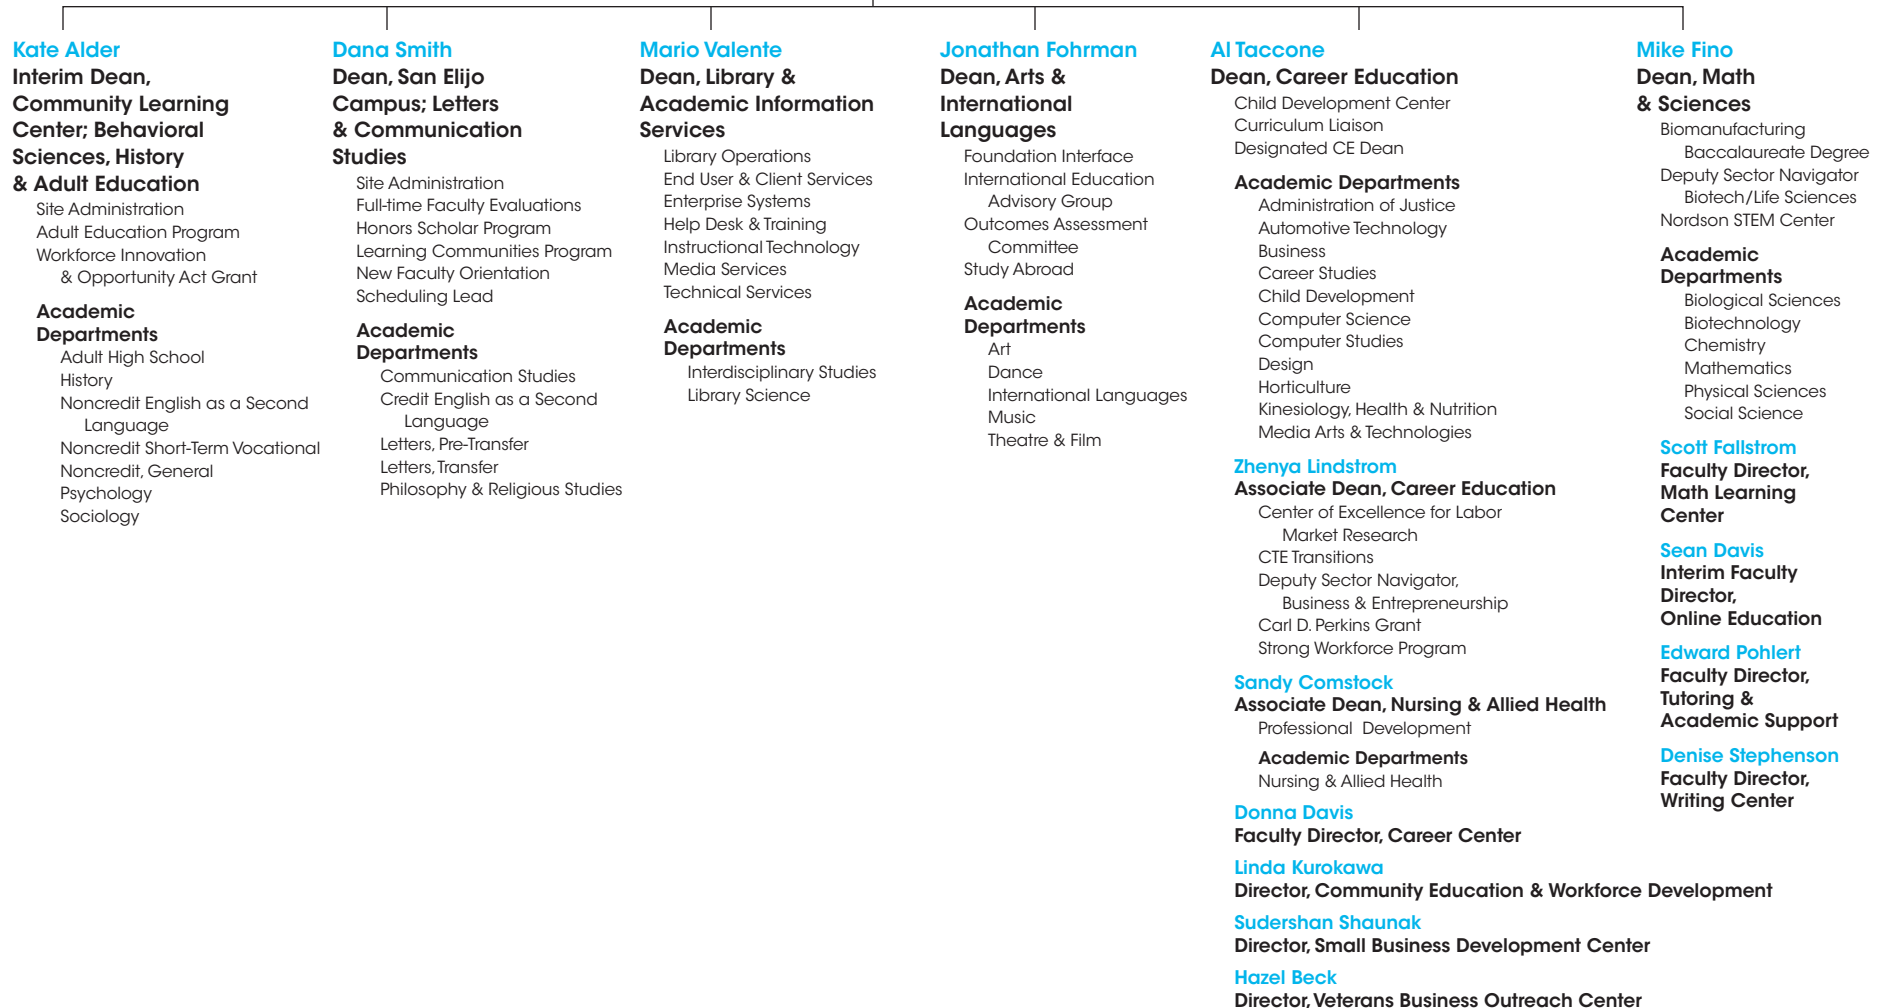 Kate Alder
Interim Dean,
Community Learning
Center; Behavioral
Sciences, History
& Adult Education
Site Administration
Adult Education Program
Workforce Innovation
& Opportunity Act Grant
Academic
Departments
Adult High School
History
Noncredit English as a Second
Language
Noncredit Short-Term Vocational
Noncredit, General
Psychology
Sociology
Dana Smith
Dean, San Elijo
Campus; Letters
& Communication
Studies
Site Administration
Full-time Faculty Evaluations
Honors Scholar Program
Learning Communities Program
New Faculty Orientation
Scheduling Lead
Academic
Departments
Communication Studies
Credit English as a Second
Language
Letters, Pre-Transfer
Letters, Transfer
Philosophy & Religious Studies
Mario Valente
Dean, Library &
Academic Information
Services
Library Operations
End User & Client Services
Enterprise Systems
Help Desk & Training
Instructional Technology
Media Services
Technical Services
Academic
Departments
Interdisciplinary Studies
Library Science
Jonathan Fohrman
Dean, Arts &
International
Languages
Foundation Interface
International Education
Advisory Group
Outcomes Assessment
Committee
Study Abroad
Academic
Departments
Art
Dance
International Languages
Music
Theatre & Film
Al Taccone
Dean, Career Education
Child Development Center
Curriculum Liaison
Designated CE Dean
Academic Departments
Administration of Justice
Automotive Technology
Business
Career Studies
Child Development
Computer Science
Computer Studies
Design
Horticulture
Kinesiology, Health & Nutrition
Media Arts & Technologies
Zhenya Lindstrom
Associate Dean, Career Education
Center of Excellence for Labor
Market Research
CTE Transitions
Deputy Sector Navigator,
Business & Entrepreneurship
Carl D. Perkins Grant
Strong Workforce Program
Sandy Comstock
Associate Dean, Nursing & Allied Health
Professional Development
Academic Departments
Nursing & Allied Health
Donna Davis
Faculty Director, Career Center
Linda Kurokawa
Director, Community Education & Workforce Development
Sudershan Shaunak
Director, Small Business Development Center
Hazel Beck
Director, Veterans Business Outreach Center
Mike Fino
Dean, Math
& Sciences
Biomanufacturing
Baccalaureate Degree
Deputy Sector Navigator
Biotech/Life Sciences
Nordson STEM Center
Academic
Departments
Biological Sciences
Biotechnology
Chemistry
Mathematics
Physical Sciences
Social Science
Scott Fallstrom
Faculty Director,
Math Learning
Center
Sean Davis
Interim Faculty
Director,
Online Education
Edward Pohlert
Faculty Director,
Tutoring &
Academic Support
Denise Stephenson
Faculty Director,
Writing Center